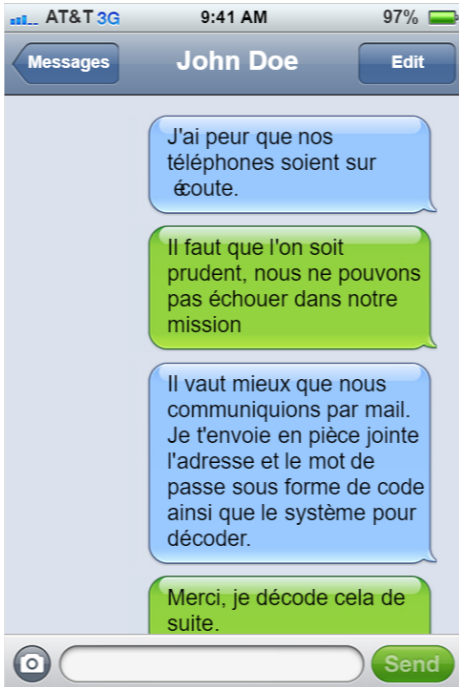 AT&T 3G 9:41 AM 97%
Messages John Doe Edit
J'ai peur que nos
téléphones soient sur
écoute.
Il faut que l'on soit
prudent, nous ne pouvons
pas échouer dans notre
mission
Il vaut mieux que nous
communiquions par mail.
Je t'envoie en pièce jointe
l'adresse et le mot de
passe sous forme de code
ainsi que le système pour
décoder.
Merci, je décode cela de
suite.
Send